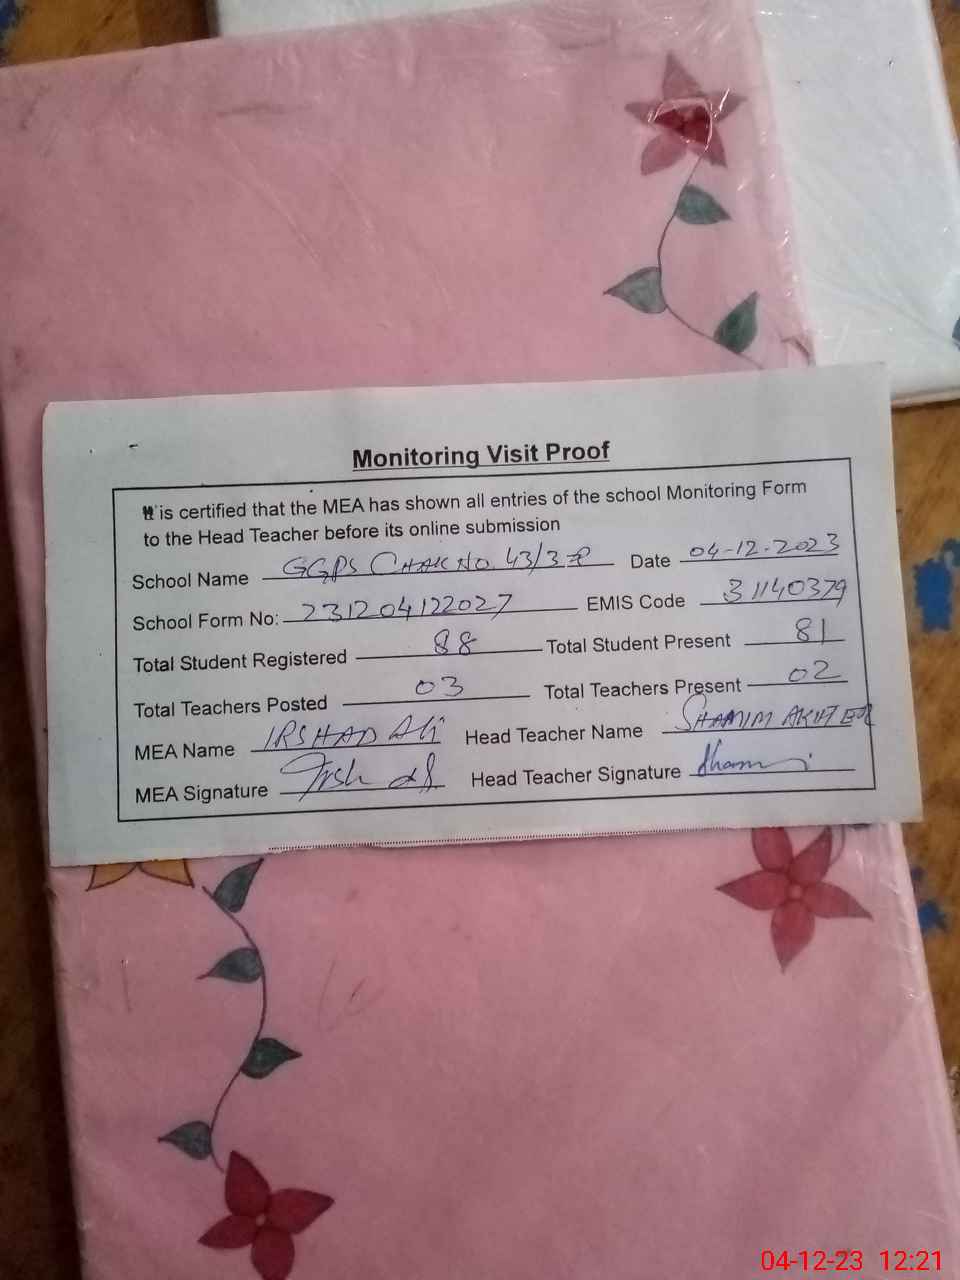 Monitoring Visit Proof
It is certified that the MEA has shown all entries of the school Monitoring Form
to the Head Teacher before its online submission
School Name GGPS CHAK NO. 43/3R Date 04-12-2023
School Form No: 231204122027 EMIS Code 31140379
Total Student Registered 88 Total Student Present 81
Total Teachers Posted 03 Total Teachers Present 02
MEA Name IRSHAD Ali Head Teacher Name SHAMIM AKHTER
MEA Signature Head Teacher Signature
04-12-23 12:21